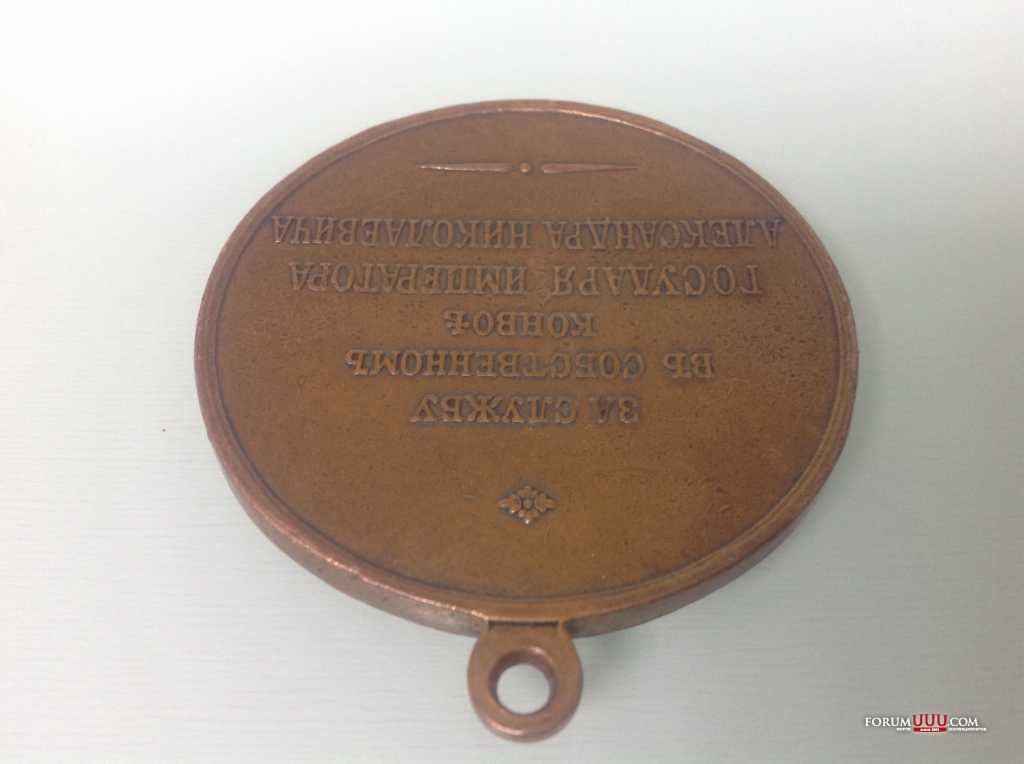 ЗА СЛУЖБУ
ВЪ СОБСТВЕННОМЪ
КОНВОѢ
ГОСУДАРЯ ИМПЕРАТОРА
АЛЕКСАНДРА НИКОЛАЕВИЧА
FORUMUUU.COM